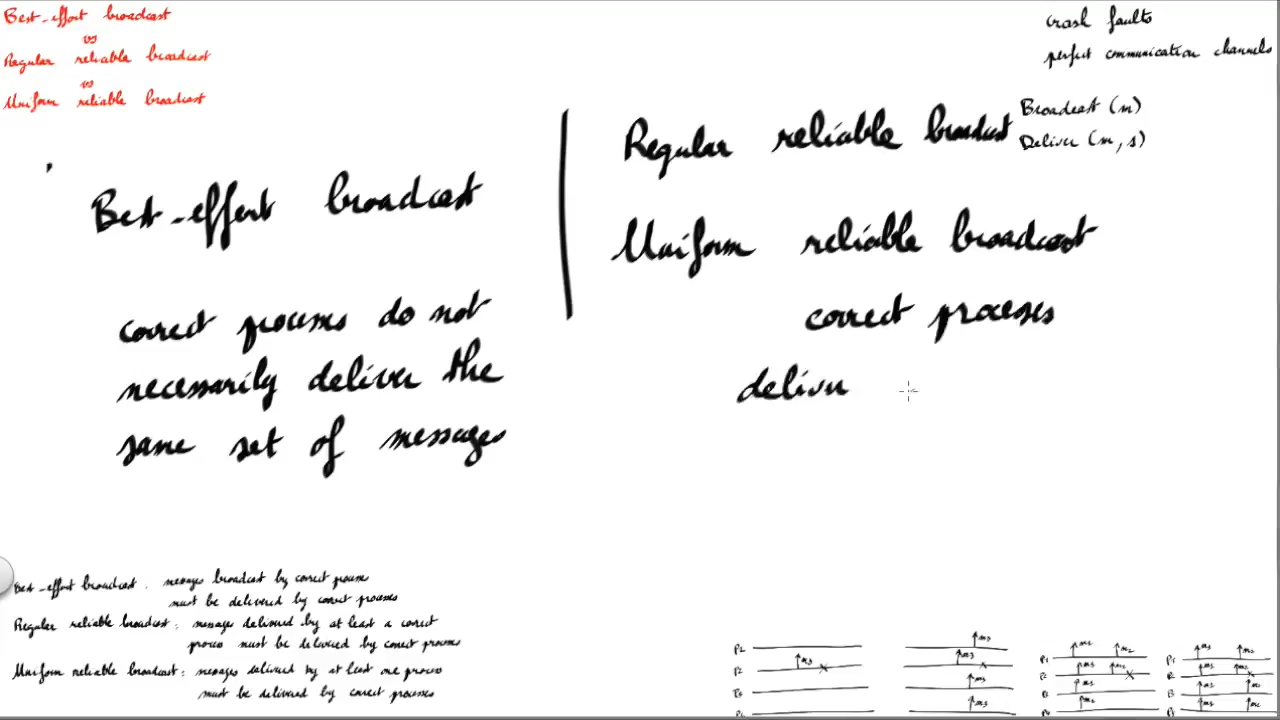 Best-effort broadcast
vs
Regular reliable broadcast
vs
Uniform reliable broadcast
crash faults
perfect communication channels
Broadcast (m)
Deliver (m, s)
Best-effort broadcast
correct processes do not
necessarily deliver the
same set of messages
Regular reliable broadcast
Uniform reliable broadcast
correct processes
deliver
Best-effort broadcast : messages broadcast by correct process
must be delivered by correct processes
Regular reliable broadcast : messages delivered by at least a correct
process must be delivered by correct processes
Uniform reliable broadcast : messages delivered by at least one process
must be delivered by correct processes